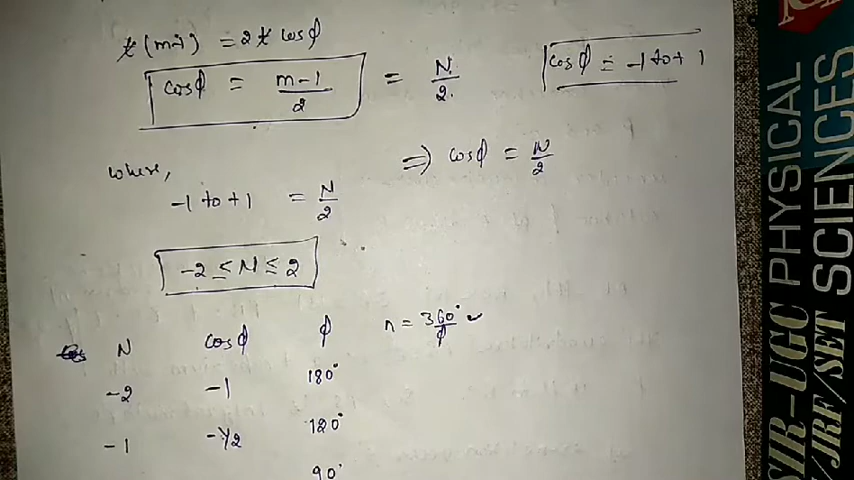 t(m-1) = 2t cosϕ
cosϕ = (m-1)/2 = N/2
cosϕ = -1 to +1
where,
⇒ cosϕ = N/2
-1 to +1 = N/2
-2 ≤ N ≤ 2
n = 360°/ϕ ✓
N cosϕ ϕ
-2 -1 180°
-1 -1/2 120°
90°
SIR-UGC PHYSICAL
/JRF/SET SCIENCES